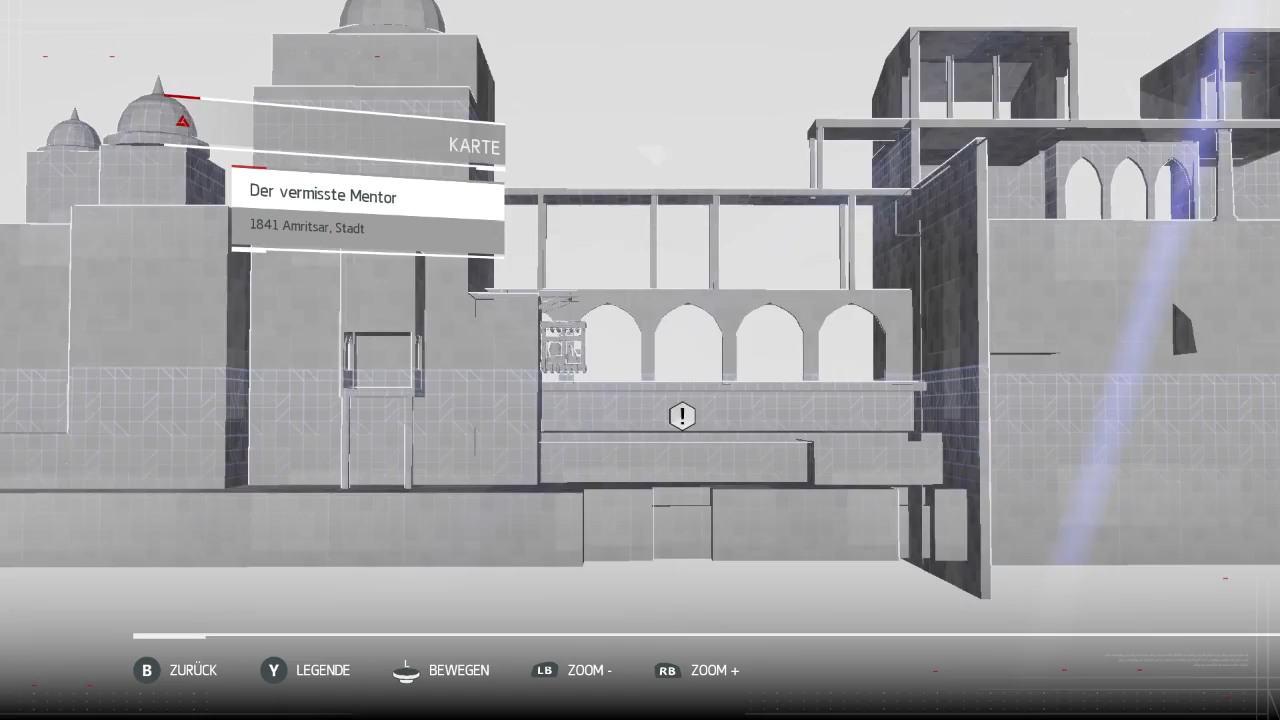 KARTE
Der vermisste Mentor
1841 Amritsar, Stadt
!
B ZURÜCK Y LEGENDE L BEWEGEN LB ZOOM - RB ZOOM +